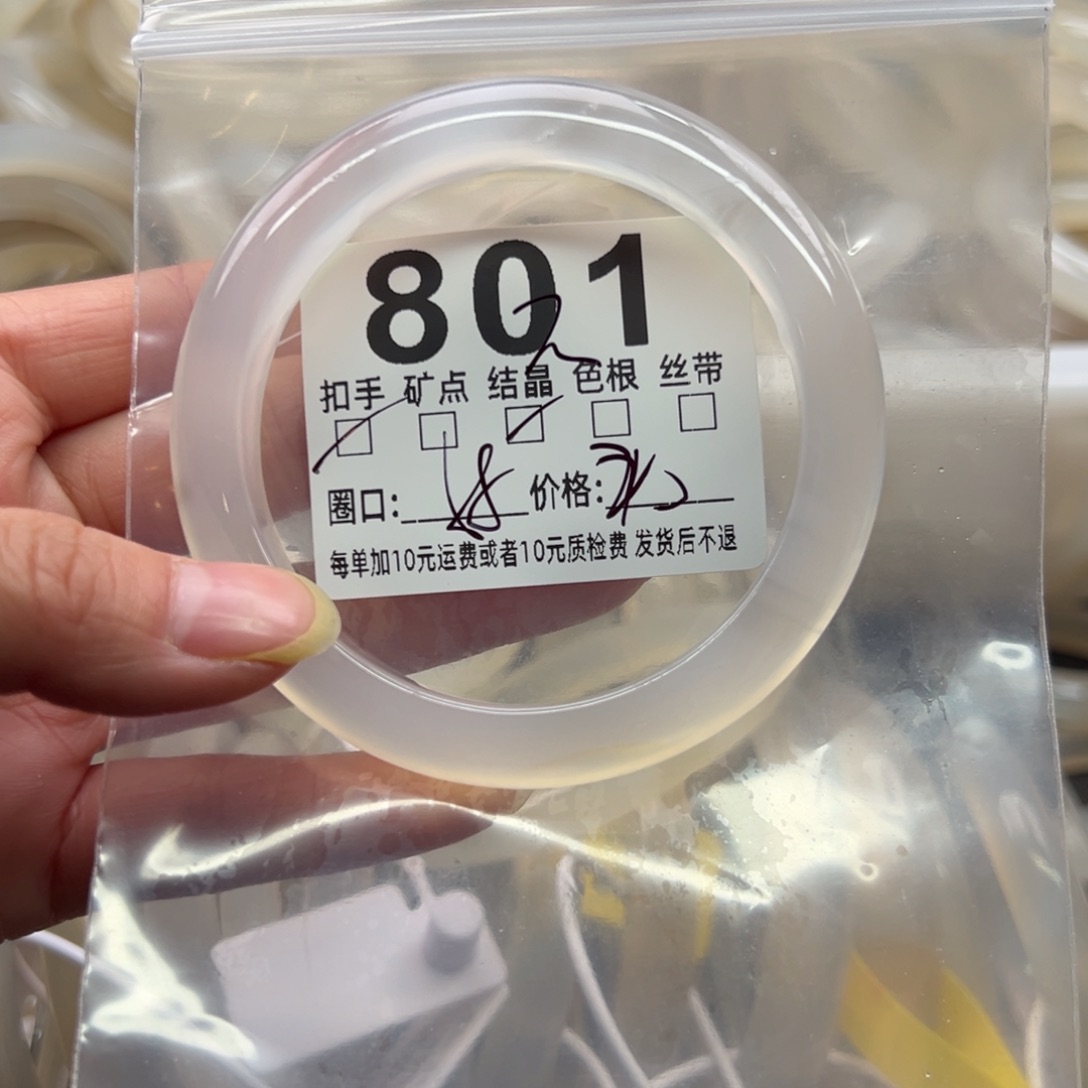 801
扣手 矿点 结晶 色根 丝带
圈口: 价格:
每单加10元运费或者10元质检费 发货后不退